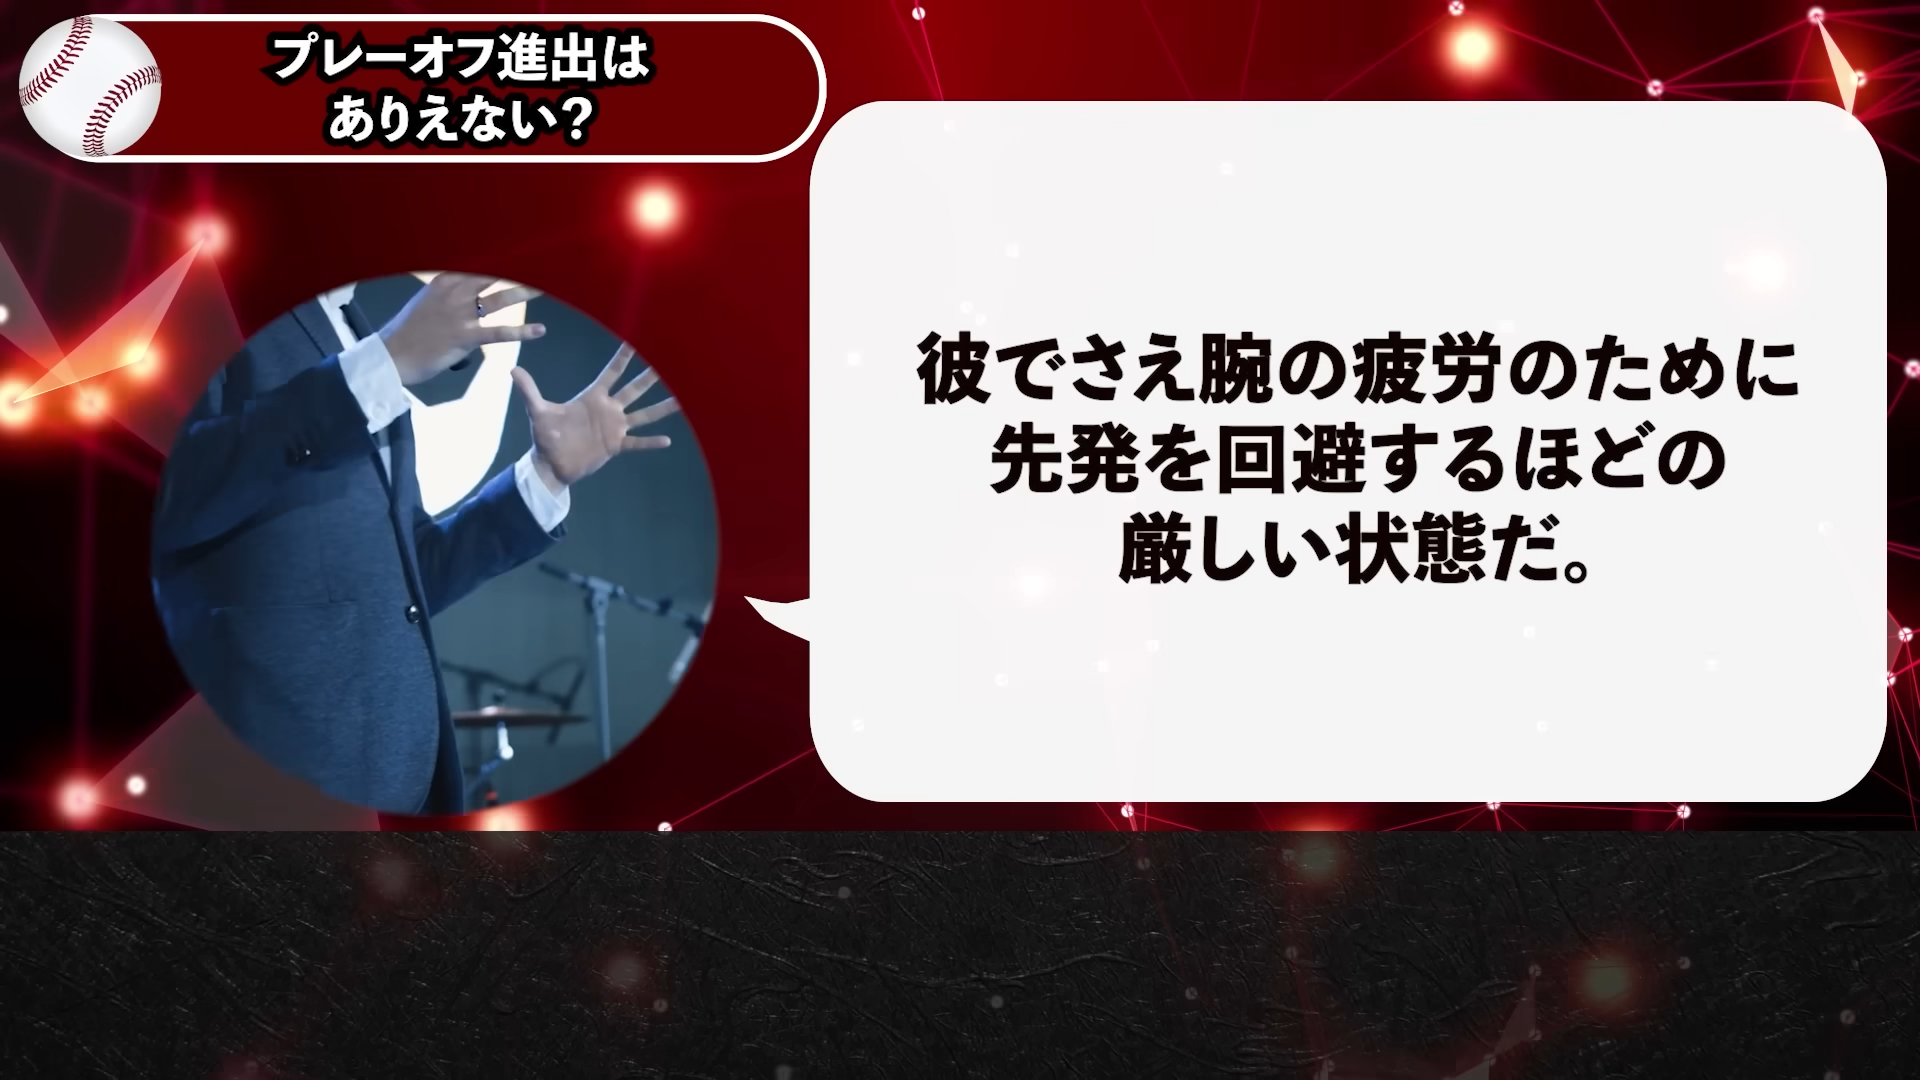 プレーオフ進出は
ありえない?
彼でさえ腕の疲労のために
先発を回避するほどの
厳しい状態だ。